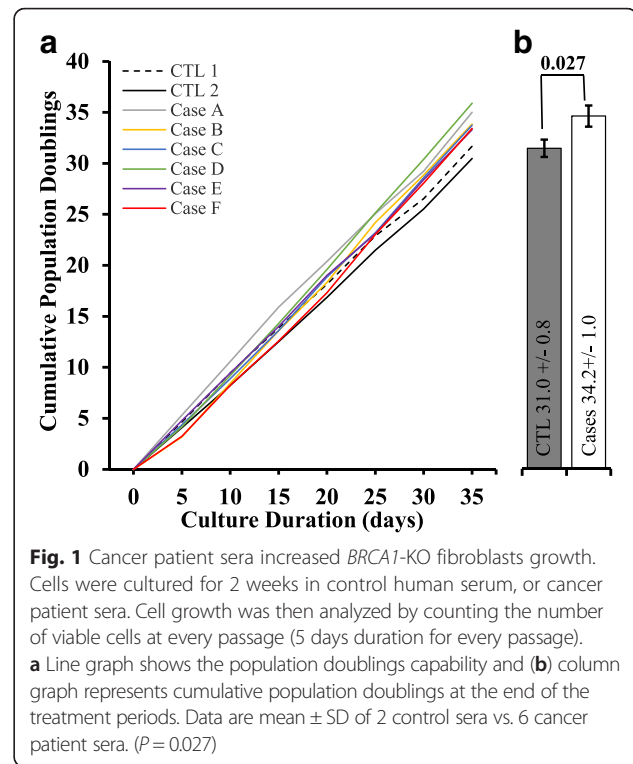 a
b
40
35
30
25
20
15
10
5
0
Cumulative Population Doublings
CTL 1
CTL 2
Case A
Case B
Case C
Case D
Case E
Case F
0 5 10 15 20 25 30 35
Culture Duration (days)
0.027
CTL 31.0 +/- 0.8
Cases 34.2+/- 1.0
Fig. 1 Cancer patient sera increased BRCA1-KO fibroblasts growth.
Cells were cultured for 2 weeks in control human serum, or cancer
patient sera. Cell growth was then analyzed by counting the number
of viable cells at every passage (5 days duration for every passage).
a Line graph shows the population doublings capability and (b) column
graph represents cumulative population doublings at the end of the
treatment periods. Data are mean ± SD of 2 control sera vs. 6 cancer
patient sera. (P = 0.027)